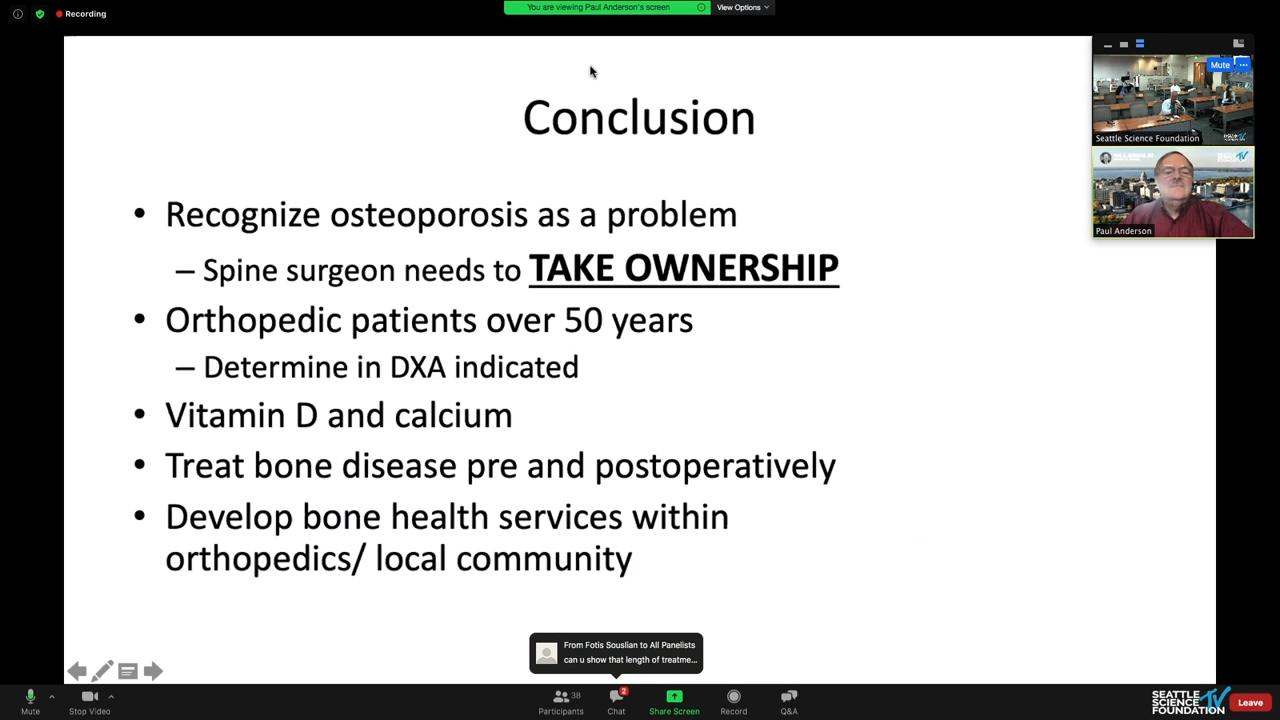 Recording
You are viewing Paul Anderson's screen
View Options
Mute
Seattle Science Foundation
Paul Anderson
Conclusion
• Recognize osteoporosis as a problem
– Spine surgeon needs to TAKE OWNERSHIP
• Orthopedic patients over 50 years
– Determine in DXA indicated
• Vitamin D and calcium
• Treat bone disease pre and postoperatively
• Develop bone health services within
orthopedics/ local community
From Fotis Souslian to All Panelists
can u show that length of treatme...
Mute
Stop Video
38
Participants
2
Chat
Share Screen
Record
Q&A
SEATTLE
SCIENCE
FOUNDATION
TV
Leave